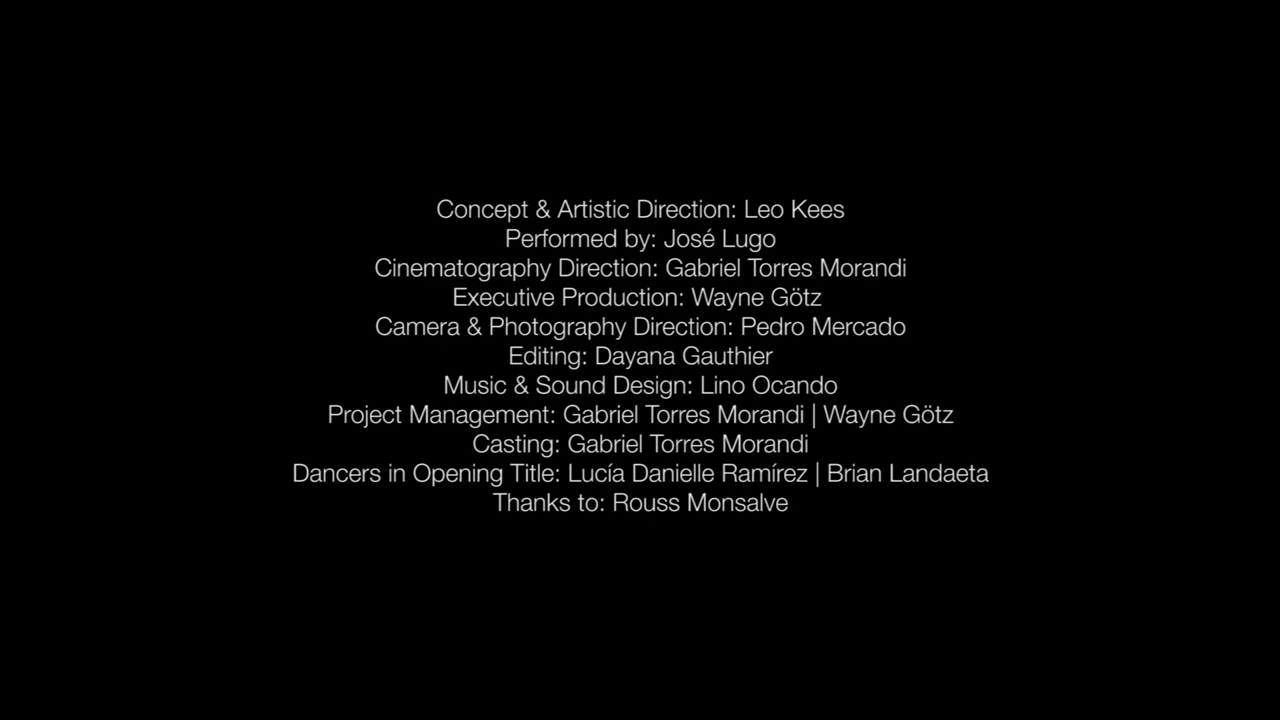 Concept & Artistic Direction: Leo Kees
Performed by: José Lugo
Cinematography Direction: Gabriel Torres Morandi
Executive Production: Wayne Götz
Camera & Photography Direction: Pedro Mercado
Editing: Dayana Gauthier
Music & Sound Design: Lino Ocando
Project Management: Gabriel Torres Morandi | Wayne Götz
Casting: Gabriel Torres Morandi
Dancers in Opening Title: Lucía Danielle Ramírez | Brian Landaeta
Thanks to: Rouss Monsalve